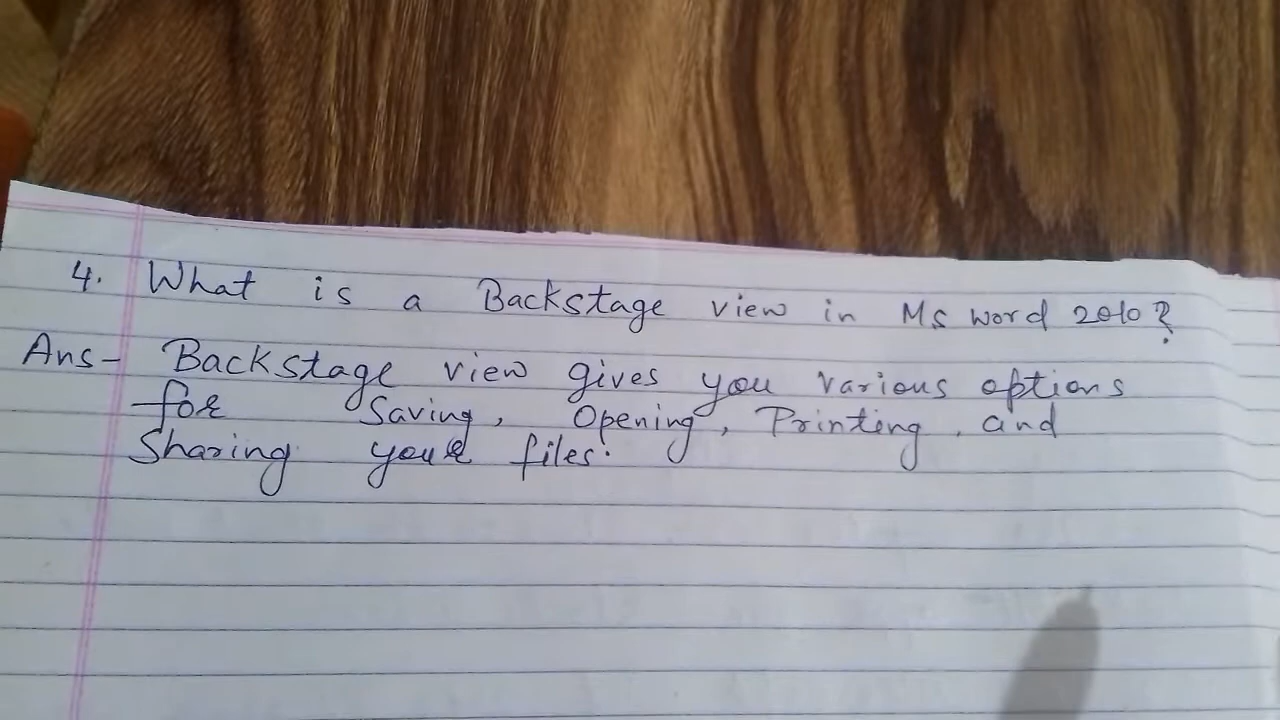 4. What is a Backstage view in Ms Word 2010?
Ans- Backstage view gives you various options
for Saving, Opening, Printing, and
Sharing your files.